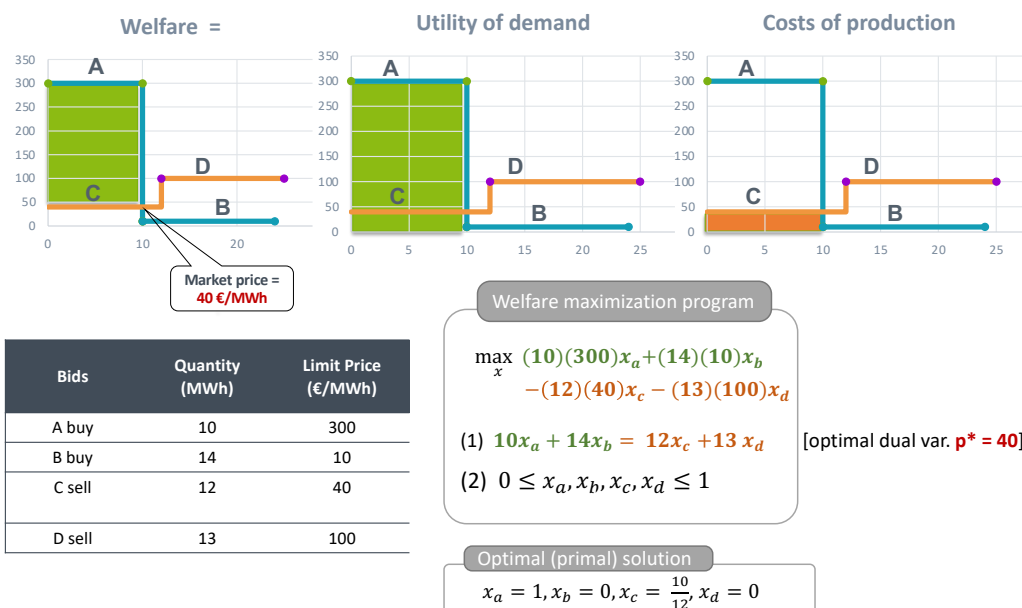 Welfare =
Utility of demand
Costs of production
350
300
250
200
150
100
50
0
0
10
20
A
C
D
B
350
300
250
200
150
100
50
0
0
5
10
15
20
25
A
C
D
B
350
300
250
200
150
100
50
0
0
5
10
15
20
25
A
C
D
B
Market price =
40 €/MWh
Bids Quantity (MWh) Limit Price (€/MWh)
A buy 10 300
B buy 14 10
C sell 12 40
D sell 13 100
Welfare maximization program
max x (10)(300)xₐ+(14)(10)x_b
−(12)(40)x_c − (13)(100)x_d
(1) 10xₐ + 14x_b = 12x_c +13 x_d [optimal dual var. p* = 40]
(2) 0 ≤ xₐ, x_b, x_c, x_d ≤ 1
Optimal (primal) solution
xₐ = 1, x_b = 0, x_c = 10/12, x_d = 0